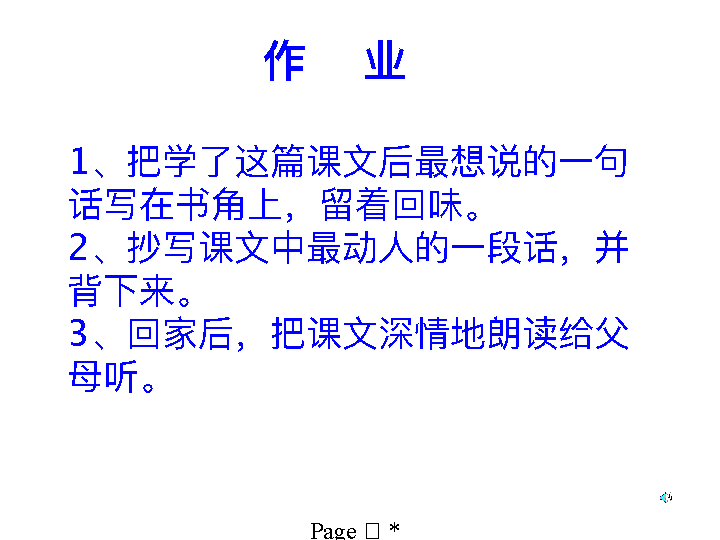 作 业
1、把学了这篇课文后最想说的一句
话写在书角上，留着回味。
2、抄写课文中最动人的一段话，并
背下来。
3、回家后，把课文深情地朗读给父
母听。
Page  *